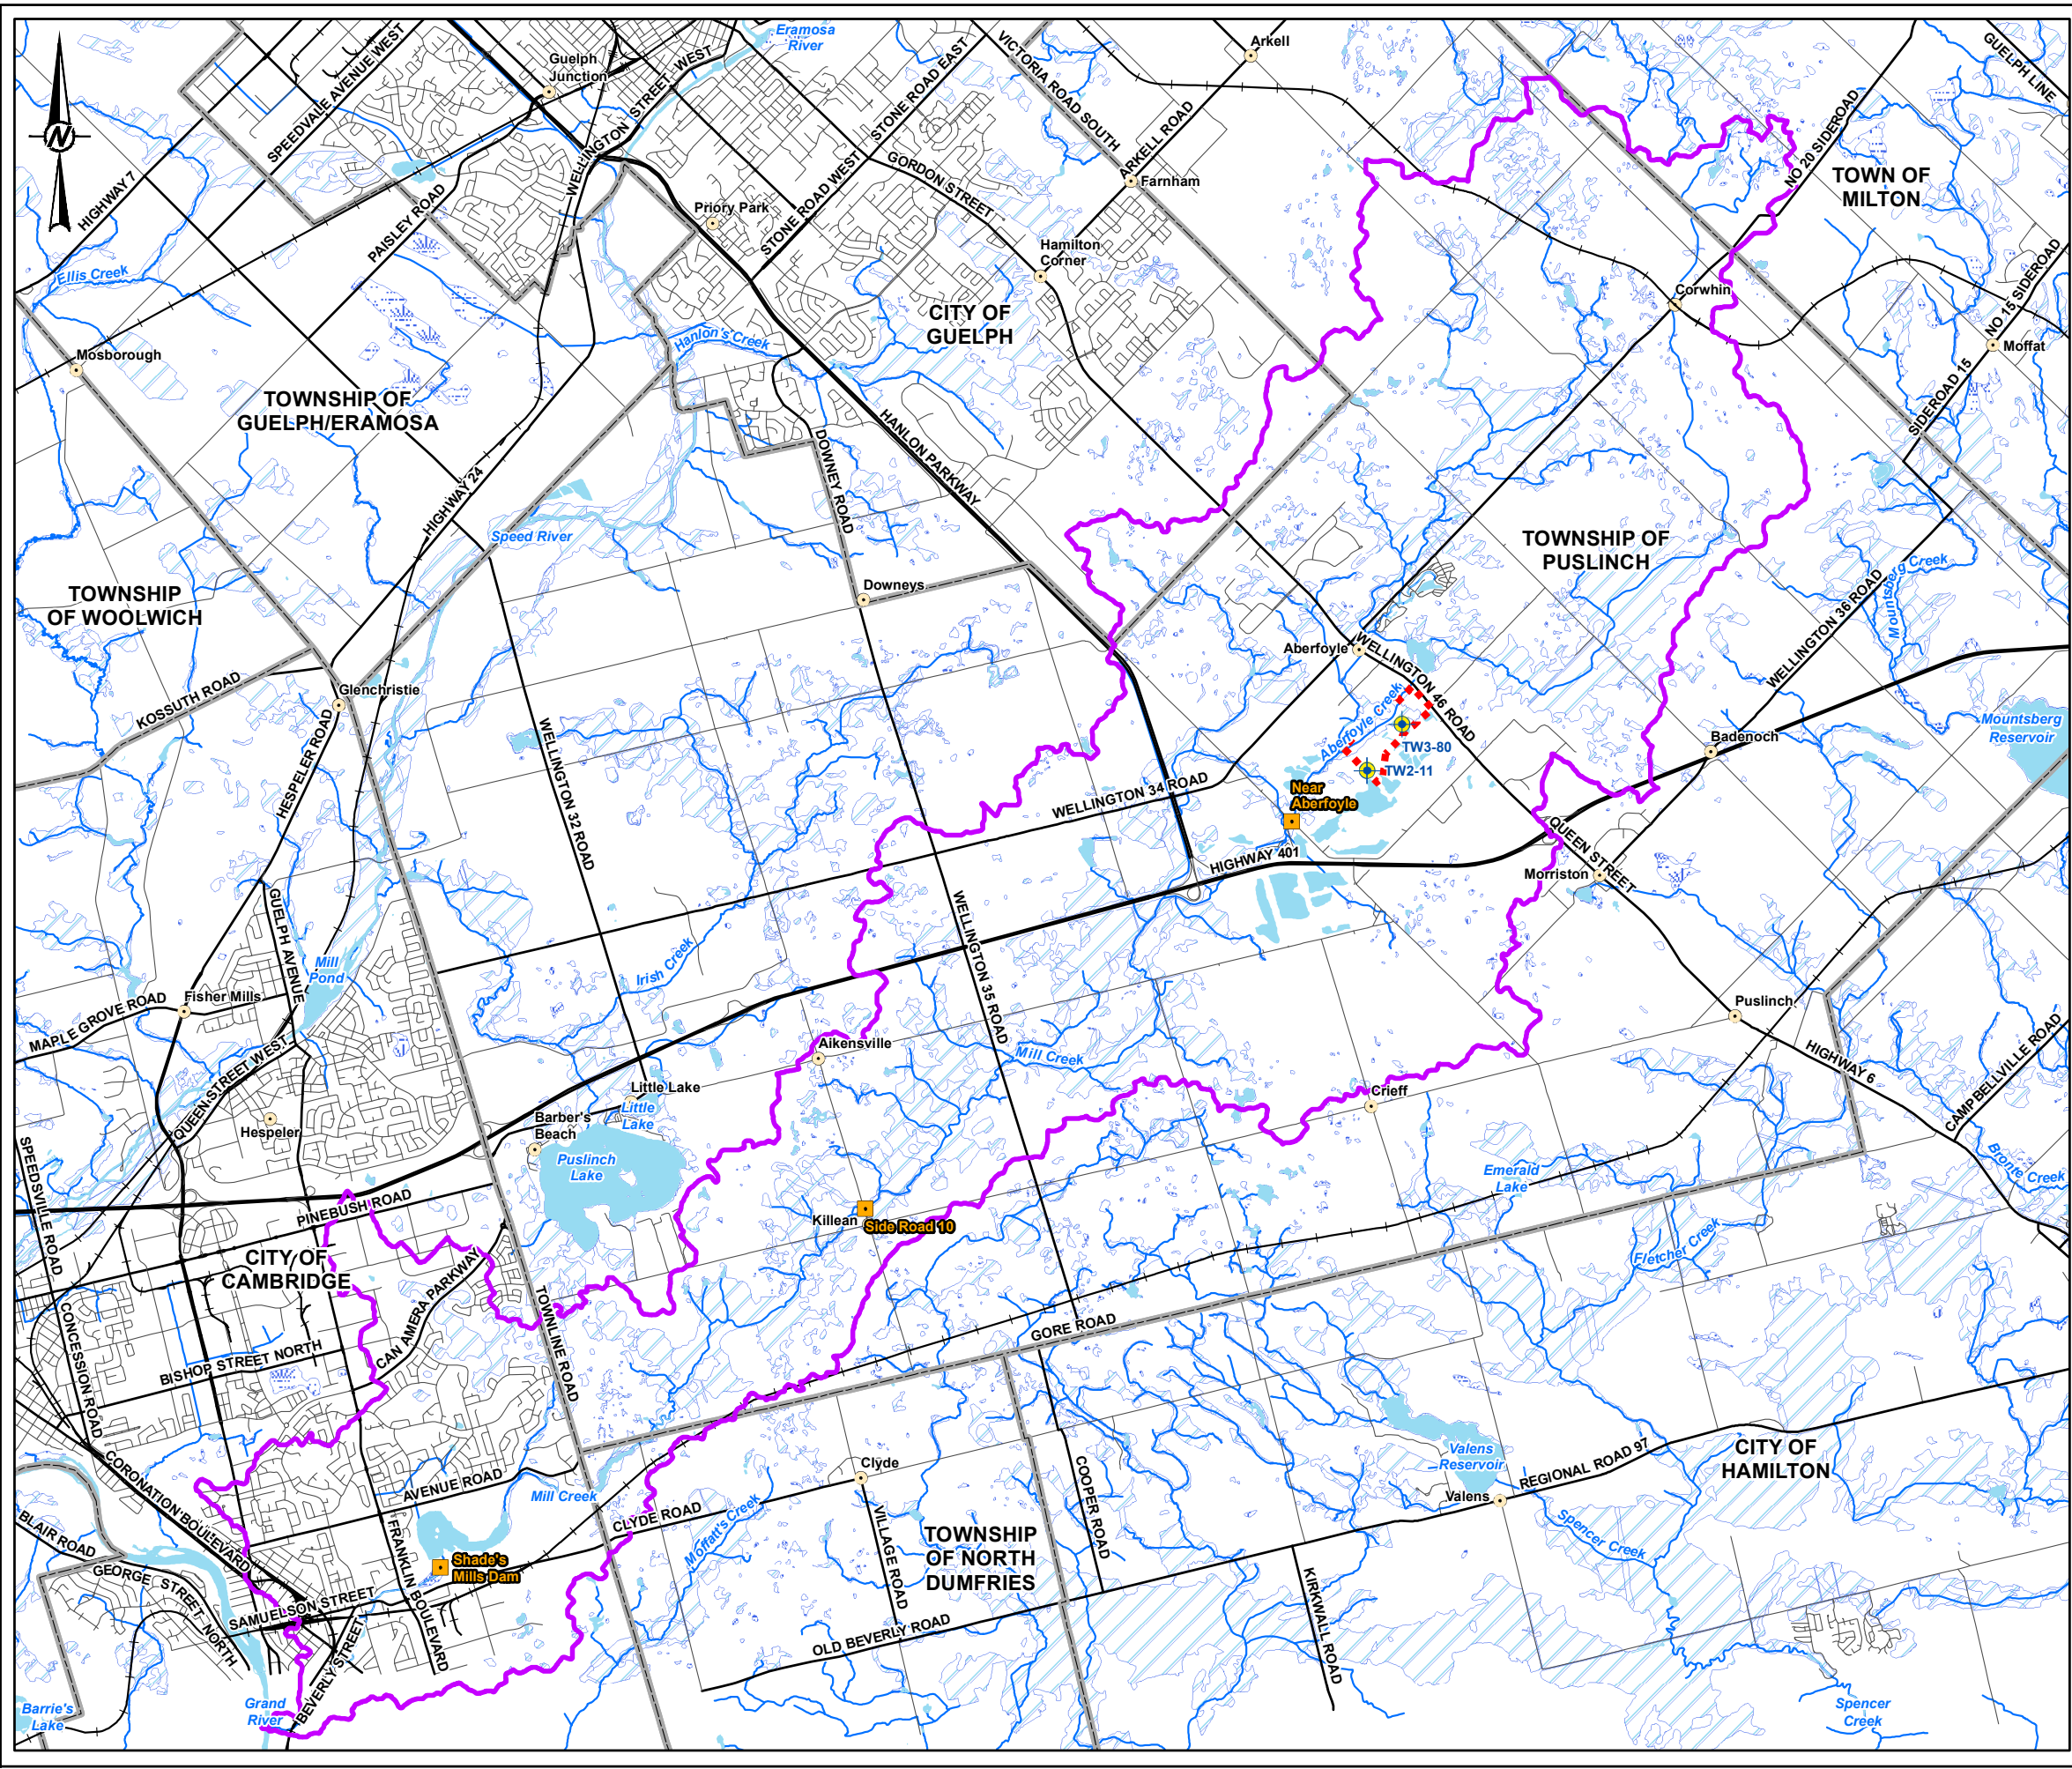 Eramosa
River
SPEEDVALE AVENUE WEST
Guelph
Junction
WELLINGTON STREET WEST
STONE ROAD EAST
VICTORIA ROAD SOUTH
Arkell
GUELPH LINE
N
HIGHWAY 7
PAISLEY ROAD
Priory Park
STONE ROAD WEST
GORDON STREET
ARKELL ROAD
Farnham
NO 20 SIDEROAD
TOWN OF
MILTON
Ellis Creek
Hamilton
Corner
Corwhin
NO 15 SIDEROAD
Moffat
Mosborough
Hanlon's Creek
CITY OF
GUELPH
TOWNSHIP OF
GUELPH/ERAMOSA
HANLON PARKWAY
DOWNEY ROAD
SIDEROAD 15
HIGHWAY 24
Speed River
TOWNSHIP OF
PUSLINCH
TOWNSHIP
OF WOOLWICH
Downeys
Mountsberg Creek
WELLINGTON 36 ROAD
Aberfoyle
WELLINGTON 46 ROAD
KOSSUTH ROAD
Glenchristie
HESPELER ROAD
WELLINGTON 32 ROAD
Aberfoyle Creek
TW3-80
TW2-11
Badenoch
Mountsberg
Reservoir
WELLINGTON 34 ROAD
Near
Aberfoyle
HIGHWAY 401
QUEEN STREET
Morriston
GUELPH AVENUE
WELLINGTON 35 ROAD
Mill
Pond
Irish Creek
Fisher Mills
MAPLE GROVE ROAD
Puslinch
QUEEN STREET WEST
Aikensville
Mill Creek
HIGHWAY 6
CAMPBELLVILLE ROAD
Little Lake
Little
Lake
Crieff
Hespeler
Barber's
Beach
Puslinch
Lake
Emerald
Lake
Bronte Creek
SPEEDSVILLE ROAD
PINEBUSH ROAD
Killean
Side Road 10
Fletcher Creek
CITY OF
CAMBRIDGE
CAN AMERA PARKWAY
TOWNLINE ROAD
CONCESSION ROAD
BISHOP STREET NORTH
GORE ROAD
CORONATION BOULEVARD
AVENUE ROAD
Mill Creek
Clyde
COOPER ROAD
Valens
Reservoir
Valens
REGIONAL ROAD 97
CITY OF
HAMILTON
BLAIR ROAD
FRANKLIN BOULEVARD
CLYDE ROAD
Moffatt's Creek
VILLAGE ROAD
TOWNSHIP
OF NORTH
DUMFRIES
Spencer Creek
GEORGE STREET NORTH
Shade's
Mills Dam
SAMUELSON STREET
KIRKWALL ROAD
OLD BEVERLY ROAD
BEVERLY STREET
Barrie's
Lake
Grand
River
Spencer
Creek